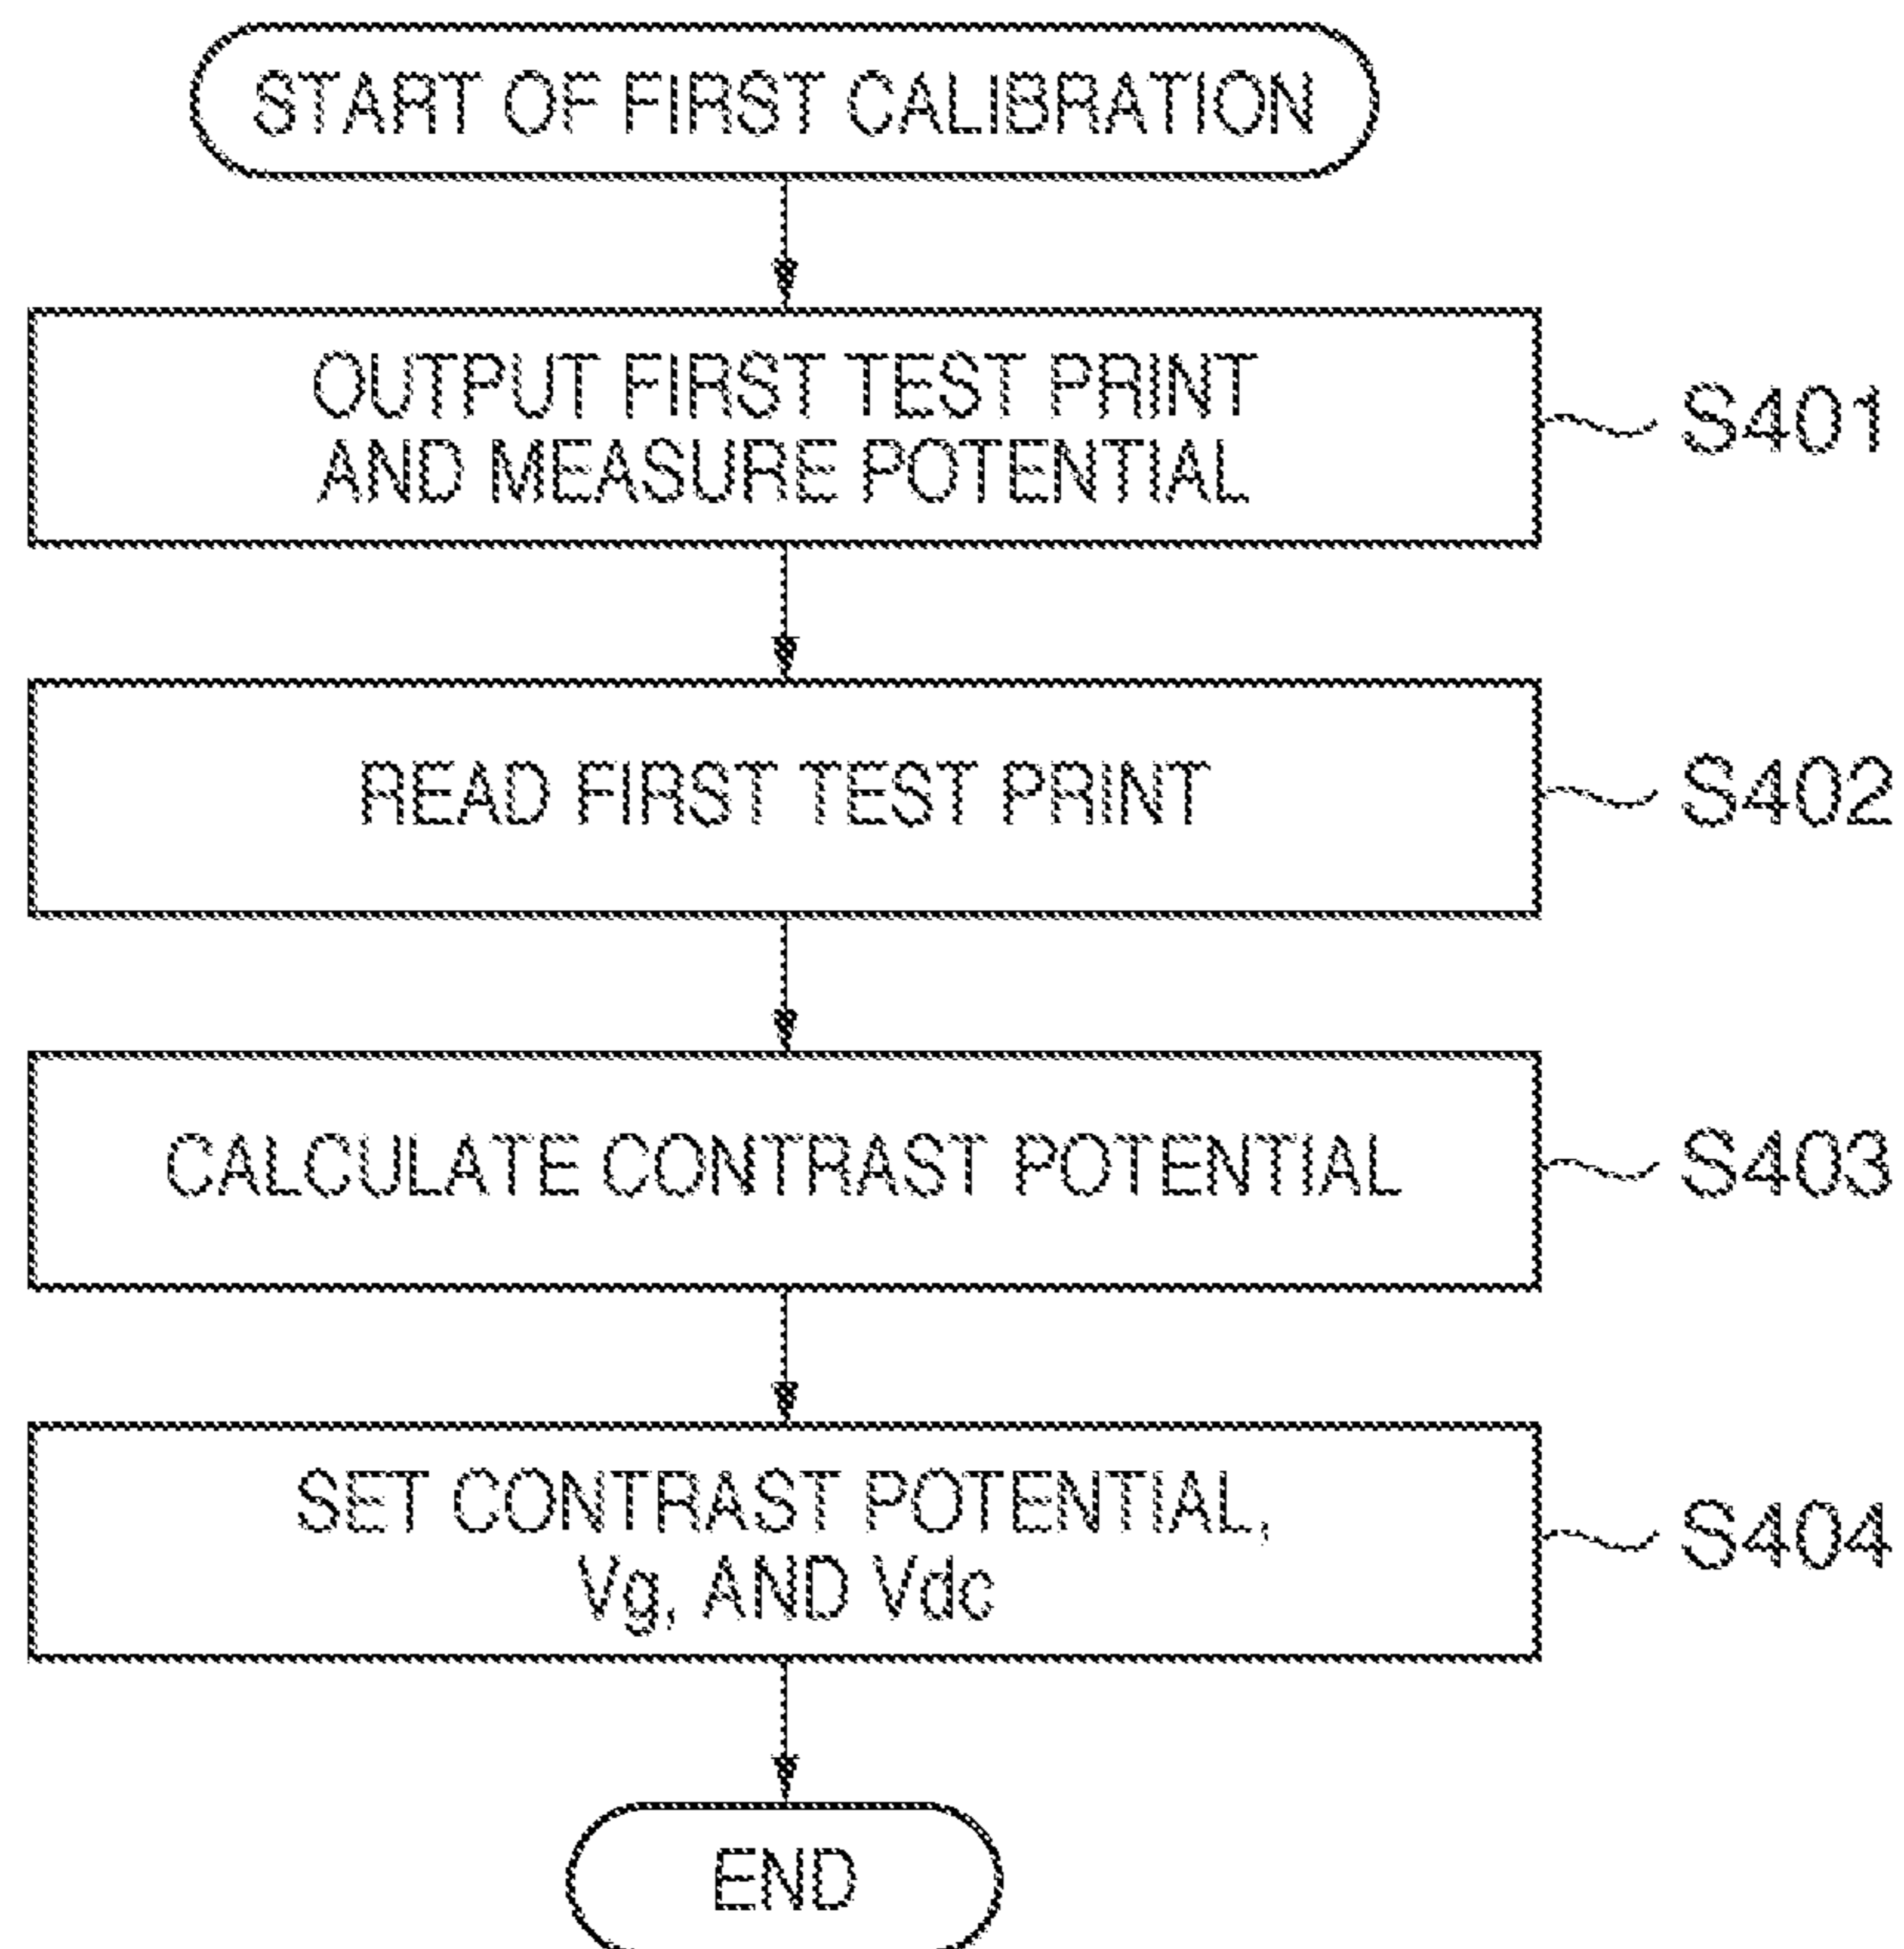 START OF FIRST CALIBRATION
OUTPUT FIRST TEST PRINT
AND MEASURE POTENTIAL
S401
READ FIRST TEST PRINT
S402
CALCULATE CONTRAST POTENTIAL
S403
SET CONTRAST POTENTIAL,
Vg, AND Vdc
S404
END